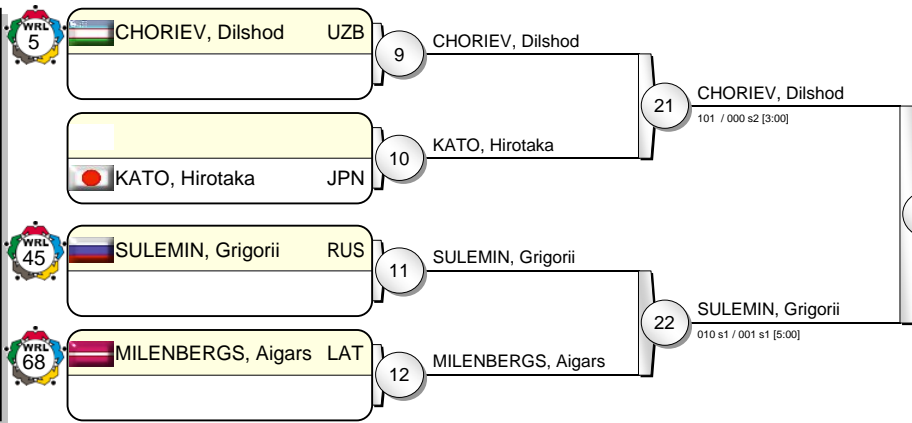 WRL
5
CHORIEV, Dilshod UZB
9
CHORIEV, Dilshod
21
CHORIEV, Dilshod
101 / 000 s2 [3:00]
KATO, Hirotaka JPN
10
KATO, Hirotaka
WRL
45
SULEMIN, Grigorii RUS
11
SULEMIN, Grigorii
22
SULEMIN, Grigorii
010 s1 / 001 s1 [5:00]
WRL
68
MILENBERGS, Aigars LAT
12
MILENBERGS, Aigars